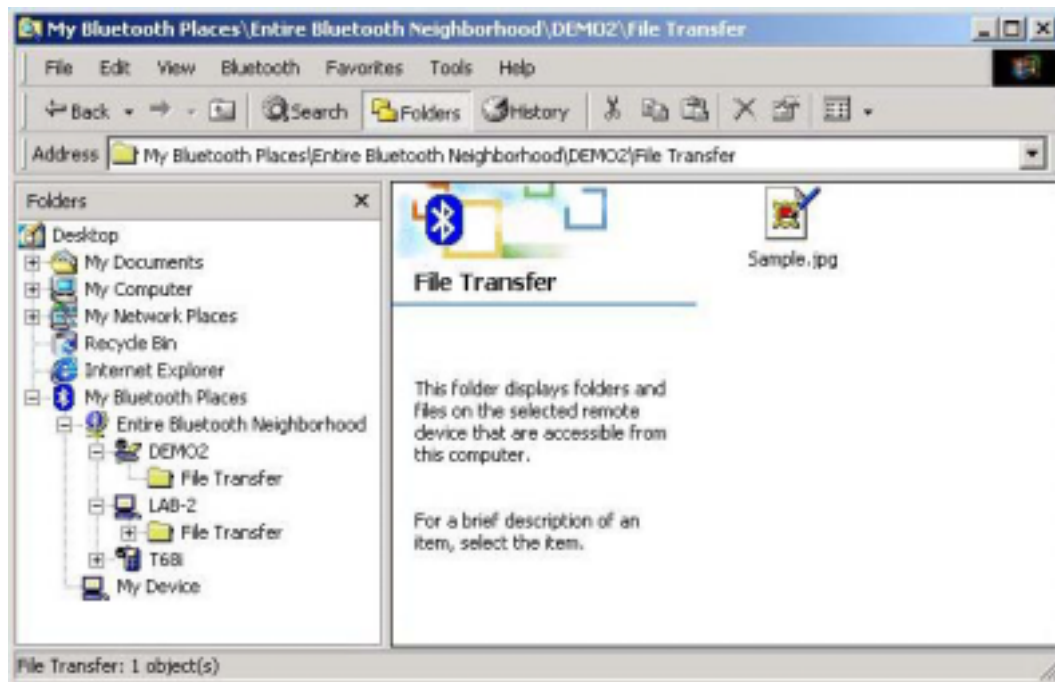 My Bluetooth Places\Entire Bluetooth Neighborhood\DEMO2\File Transfer
File Edit View Bluetooth Favorites Tools Help
Back Search Folders History
Address My Bluetooth Places\Entire Bluetooth Neighborhood\DEMO2\File Transfer
Folders
Desktop
My Documents
My Computer
My Network Places
Recycle Bin
Internet Explorer
My Bluetooth Places
Entire Bluetooth Neighborhood
DEMO2
File Transfer
LAB-2
File Transfer
T68i
My Device
File Transfer
This folder displays folders and
files on the selected remote
device that are accessible from
this computer.
For a brief description of an
item, select the item.
Sample.jpg
File Transfer: 1 object(s)